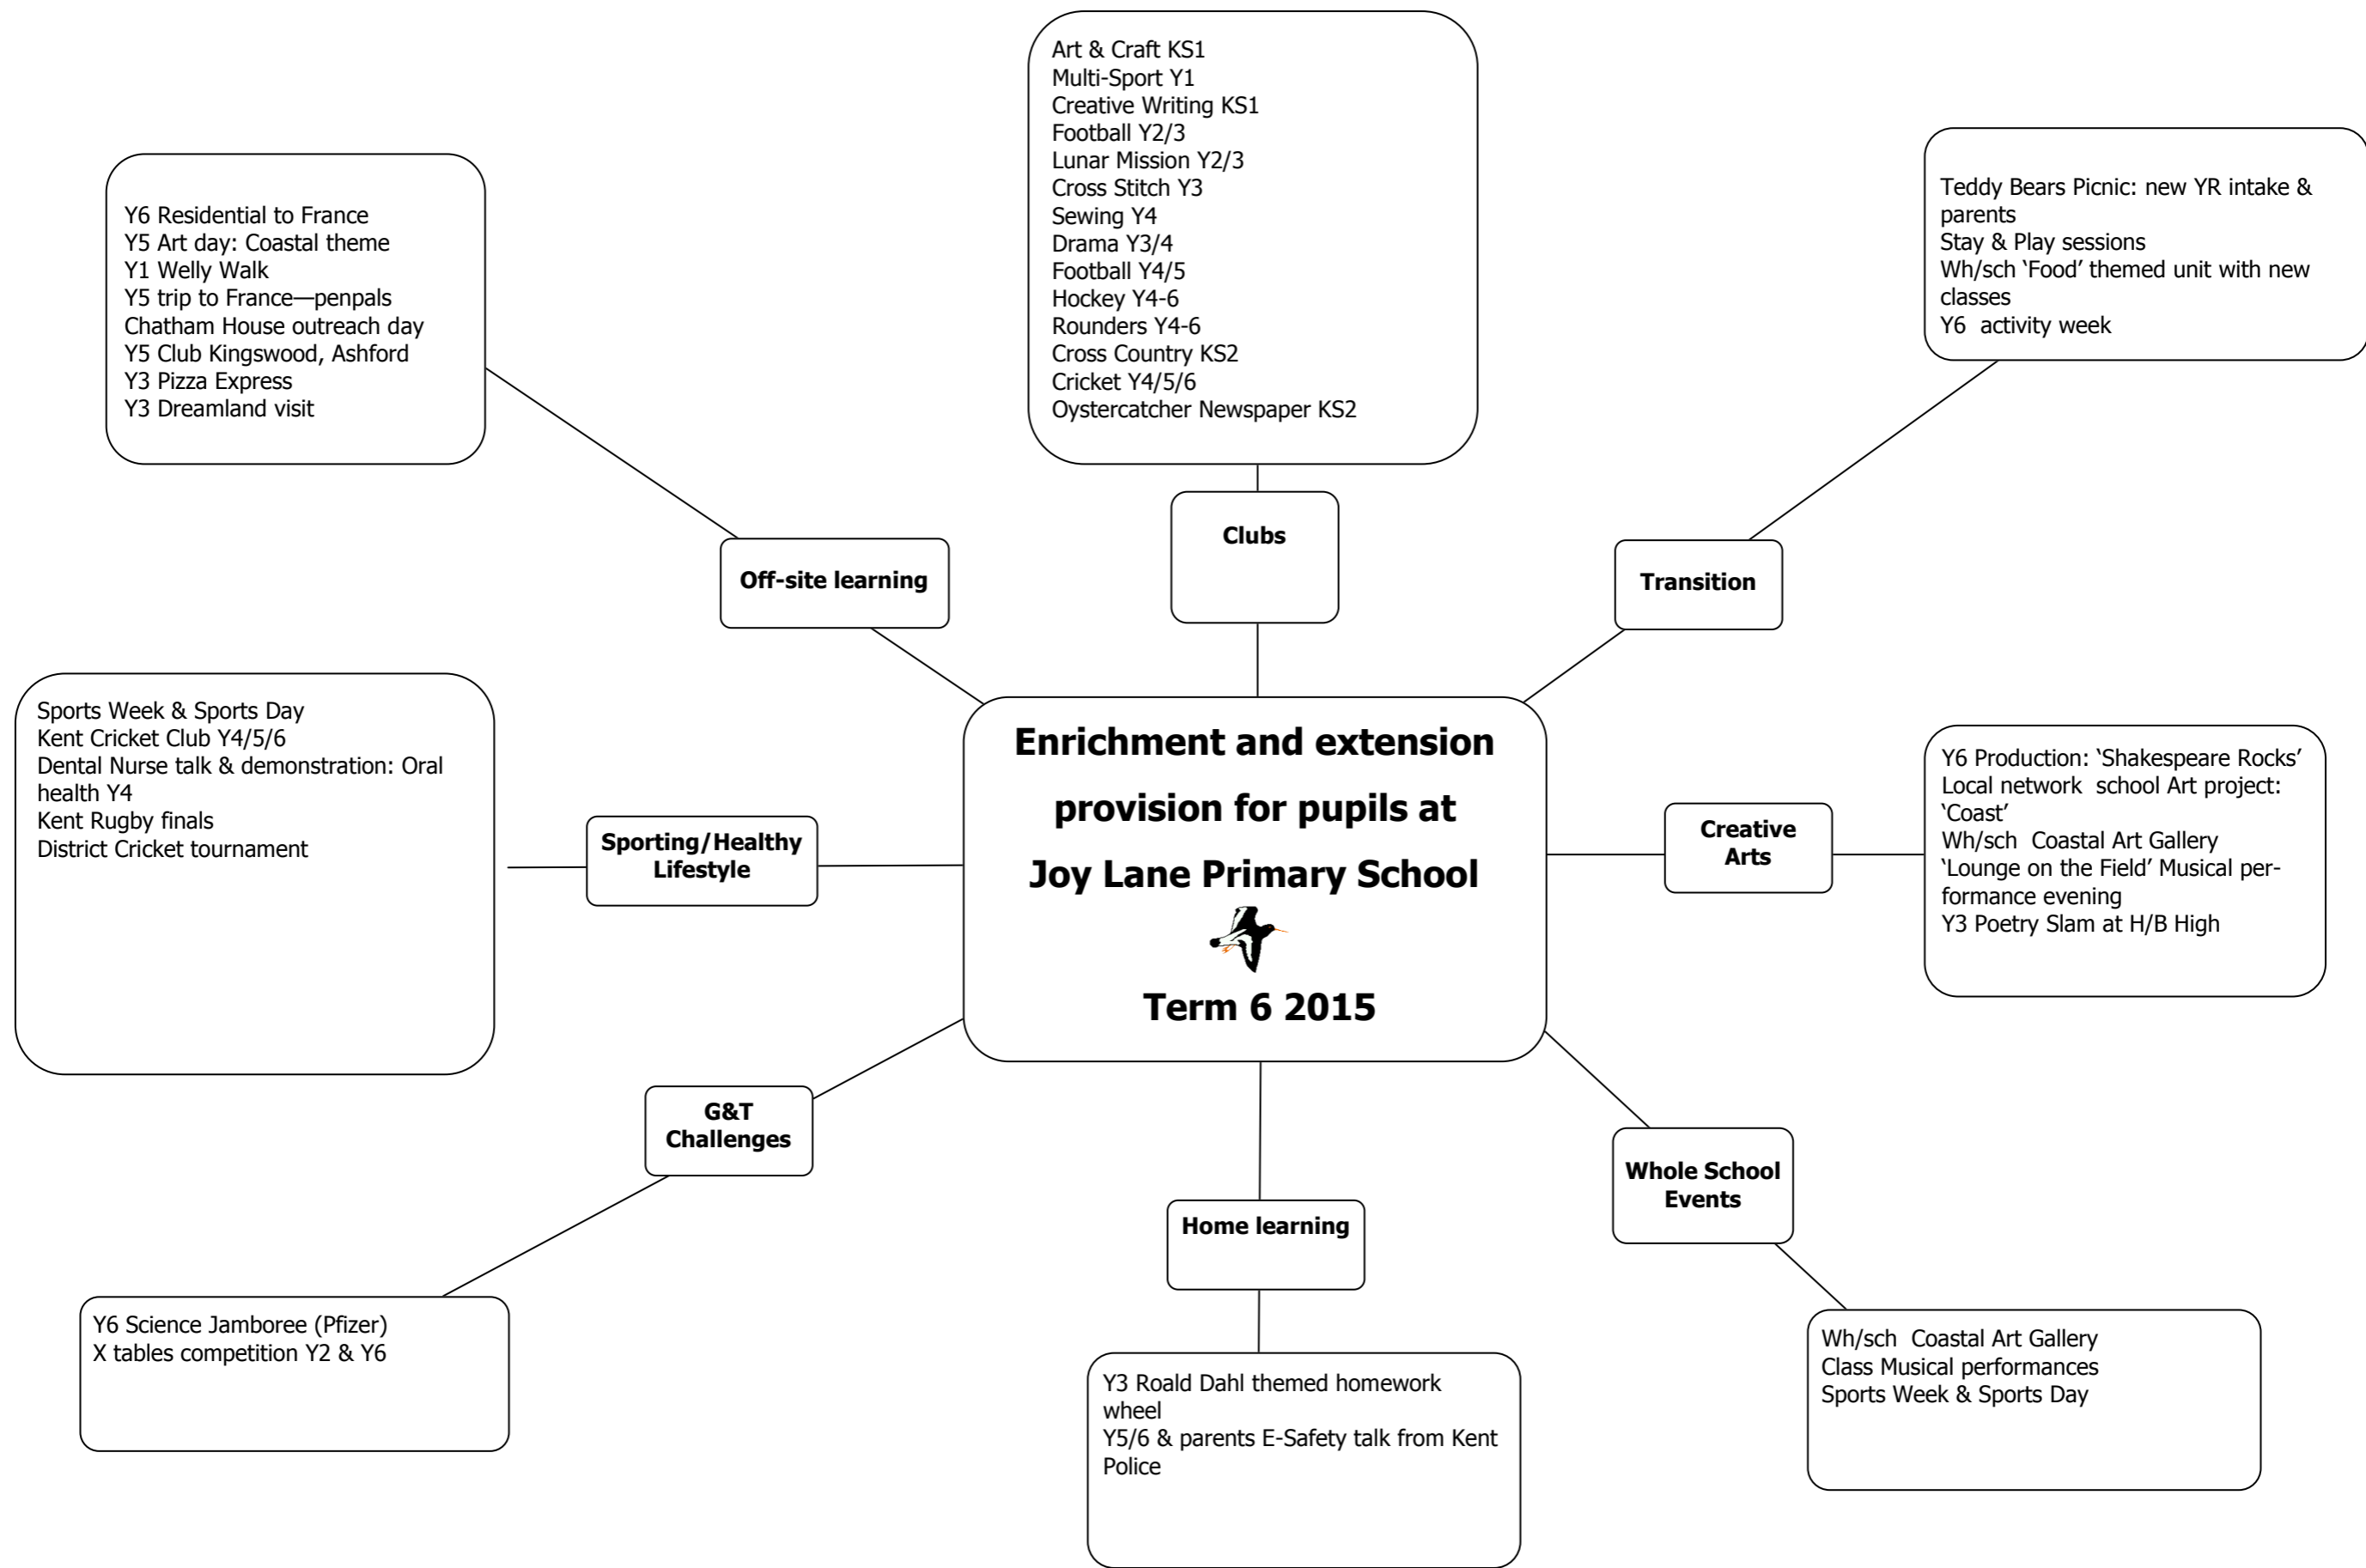 Art & Craft KS1
Multi-Sport Y1
Creative Writing KS1
Football Y2/3
Lunar Mission Y2/3
Cross Stitch Y3
Sewing Y4
Drama Y3/4
Football Y4/5
Hockey Y4-6
Rounders Y4-6
Cross Country KS2
Cricket Y4/5/6
Oystercatcher Newspaper KS2
Y6 Residential to France
Y5 Art day: Coastal theme
Y1 Welly Walk
Y5 trip to France—penpals
Chatham House outreach day
Y5 Club Kingswood, Ashford
Y3 Pizza Express
Y3 Dreamland visit
Teddy Bears Picnic: new YR intake &
parents
Stay & Play sessions
Wh/sch ‘Food’ themed unit with new
classes
Y6  activity week
Off-site learning
Clubs
Transition
Sports Week & Sports Day
Kent Cricket Club Y4/5/6
Dental Nurse talk & demonstration: Oral
health Y4
Kent Rugby finals
District Cricket tournament
Sporting/Healthy
Lifestyle
Enrichment and extension
provision for pupils at
Joy Lane Primary School
Term 6 2015
Creative
Arts
Y6 Production: ‘Shakespeare Rocks’
Local network  school Art project:
‘Coast’
Wh/sch  Coastal Art Gallery
‘Lounge on the Field’ Musical per-
formance evening
Y3 Poetry Slam at H/B High
G&T
Challenges
Home learning
Whole School
Events
Y6 Science Jamboree (Pfizer)
X tables competition Y2 & Y6
Y3 Roald Dahl themed homework
wheel
Y5/6 & parents E-Safety talk from Kent
Police
Wh/sch  Coastal Art Gallery
Class Musical performances
Sports Week & Sports Day